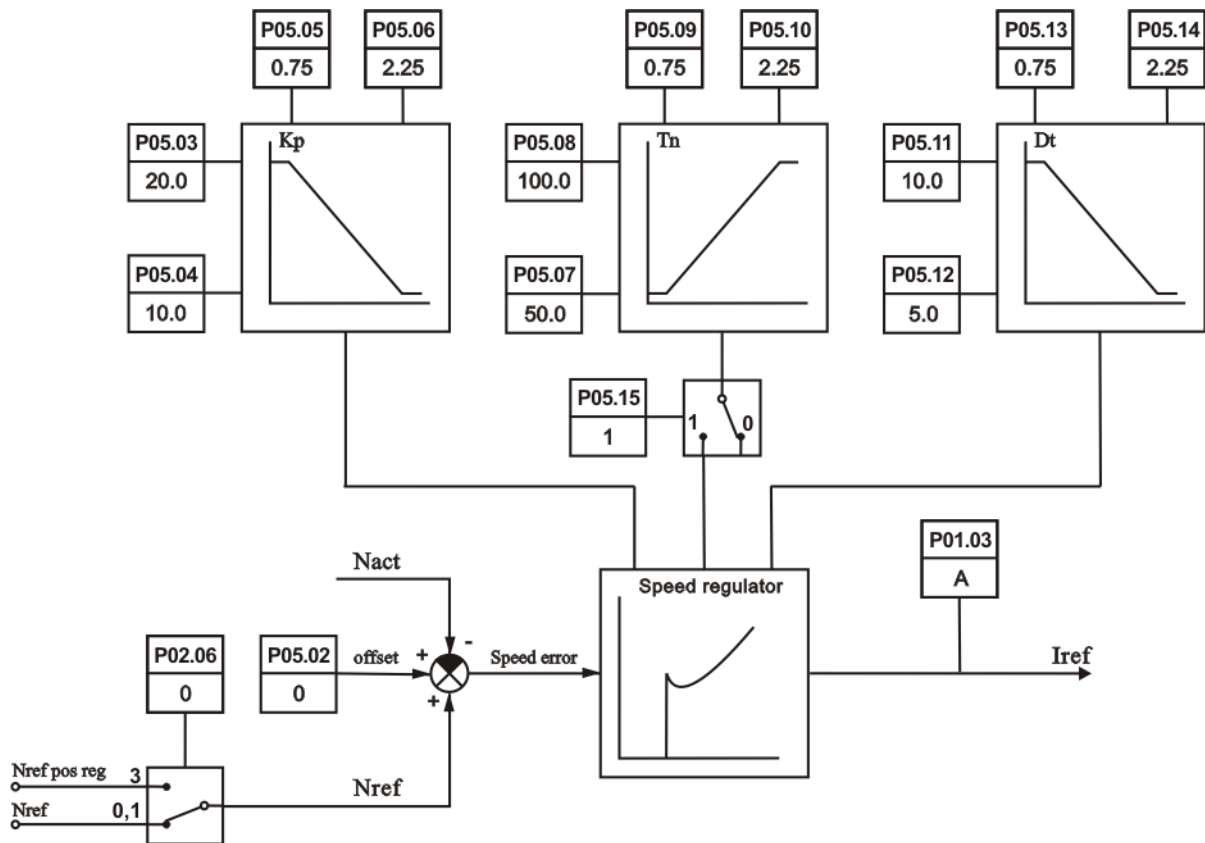 P05.05
0.75
P05.06
2.25
P05.09
0.75
P05.10
2.25
P05.13
0.75
P05.14
2.25
P05.03
20.0
Kp
P05.08
100.0
Tn
P05.11
10.0
Dt
P05.04
10.0
P05.07
50.0
P05.12
5.0
P05.15
1
1 0
P01.03
A
Nact
Speed regulator
P02.06
0
P05.02
0
offset
+
-
+
Speed error
Iref
Nref pos reg 3
Nref 0,1
Nref